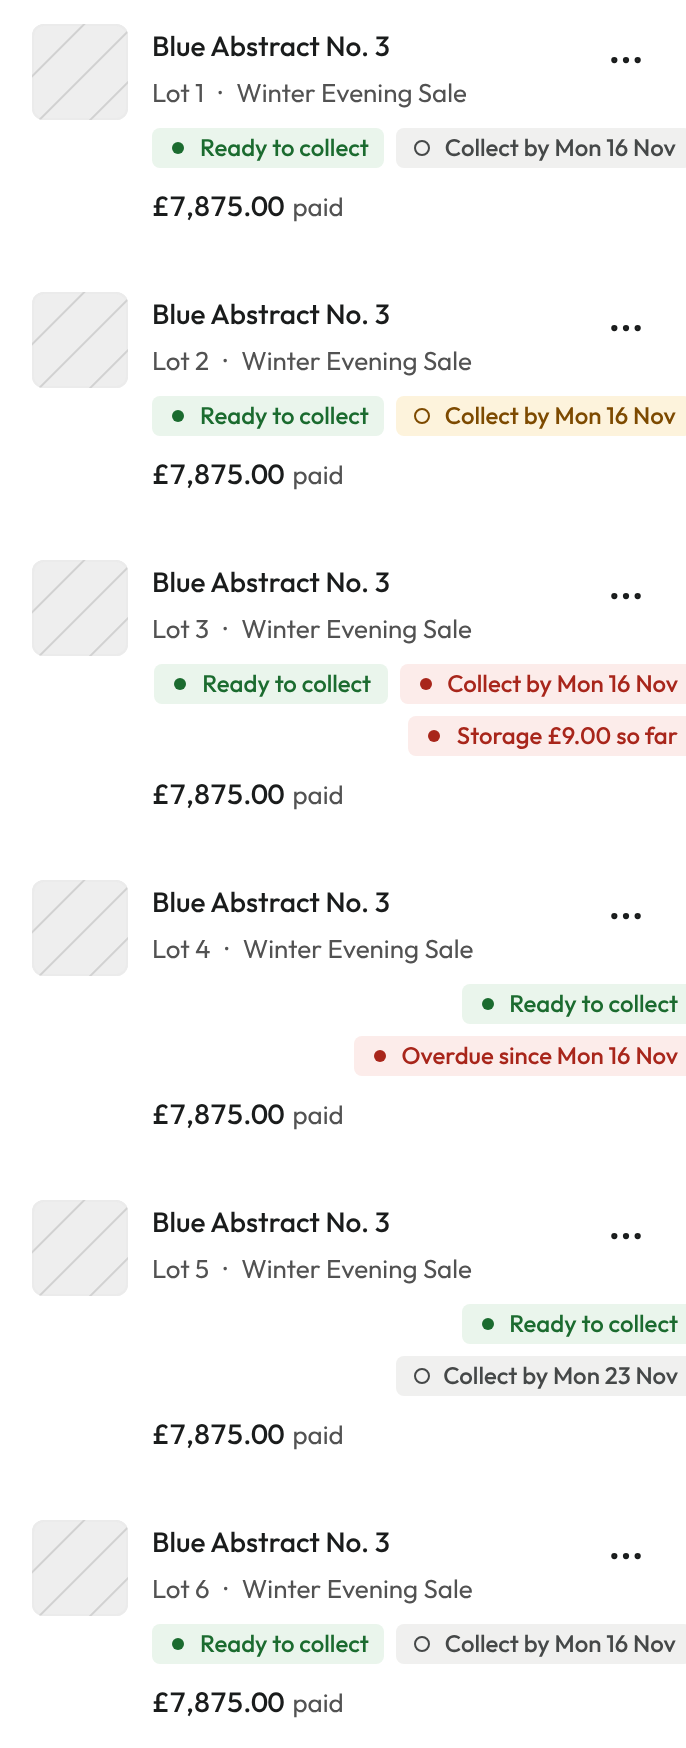 Blue Abstract No. 3
Lot 1 · Winter Evening Sale
Ready to collect Collect by Mon 16 Nov
£7,875.00 paid
Blue Abstract No. 3
Lot 2 · Winter Evening Sale
Ready to collect Collect by Mon 16 Nov
£7,875.00 paid
Blue Abstract No. 3
Lot 3 · Winter Evening Sale
Ready to collect Collect by Mon 16 Nov
Storage £9.00 so far
£7,875.00 paid
Blue Abstract No. 3
Lot 4 · Winter Evening Sale
Ready to collect
Overdue since Mon 16 Nov
£7,875.00 paid
Blue Abstract No. 3
Lot 5 · Winter Evening Sale
Ready to collect
Collect by Mon 23 Nov
£7,875.00 paid
Blue Abstract No. 3
Lot 6 · Winter Evening Sale
Ready to collect Collect by Mon 16 Nov
£7,875.00 paid